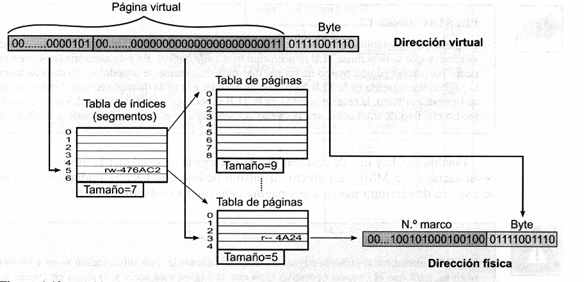 Página virtual
Byte
00.......0000101 00.......00000000000000000000000011 01111001110
Dirección virtual
Tabla de páginas
Tabla de índices
(segmentos)
0
1
2
3
4
5
6
rw-476AC2
Tamaño=7
0
1
2
3
4
5
6
7
8
Tamaño=9
Tabla de páginas
0
1
2
3
4
r-- 4A24
Tamaño=5
N.º marco
Byte
00...100101000100100 01111001110
Dirección física